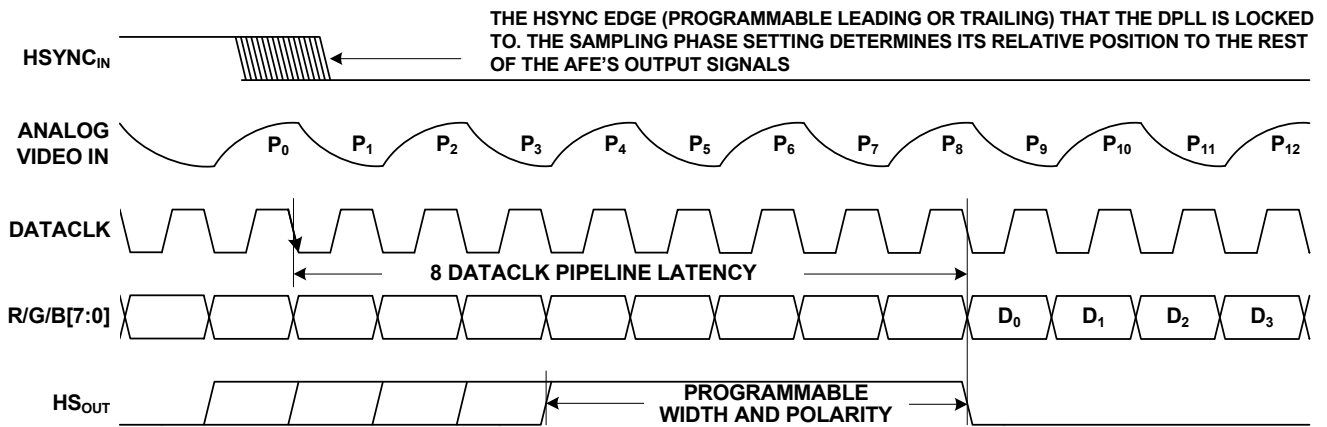 THE HSYNC EDGE (PROGRAMMABLE LEADING OR TRAILING) THAT THE DPLL IS LOCKED
TO. THE SAMPLING PHASE SETTING DETERMINES ITS RELATIVE POSITION TO THE REST
OF THE AFE'S OUTPUT SIGNALS
HSYNCIN
ANALOG
VIDEO IN
P0 P1 P2 P3 P4 P5 P6 P7 P8 P9 P10 P11 P12
DATACLK
8 DATACLK PIPELINE LATENCY
R/G/B[7:0]
D0 D1 D2 D3
HSOUT
PROGRAMMABLE
WIDTH AND POLARITY